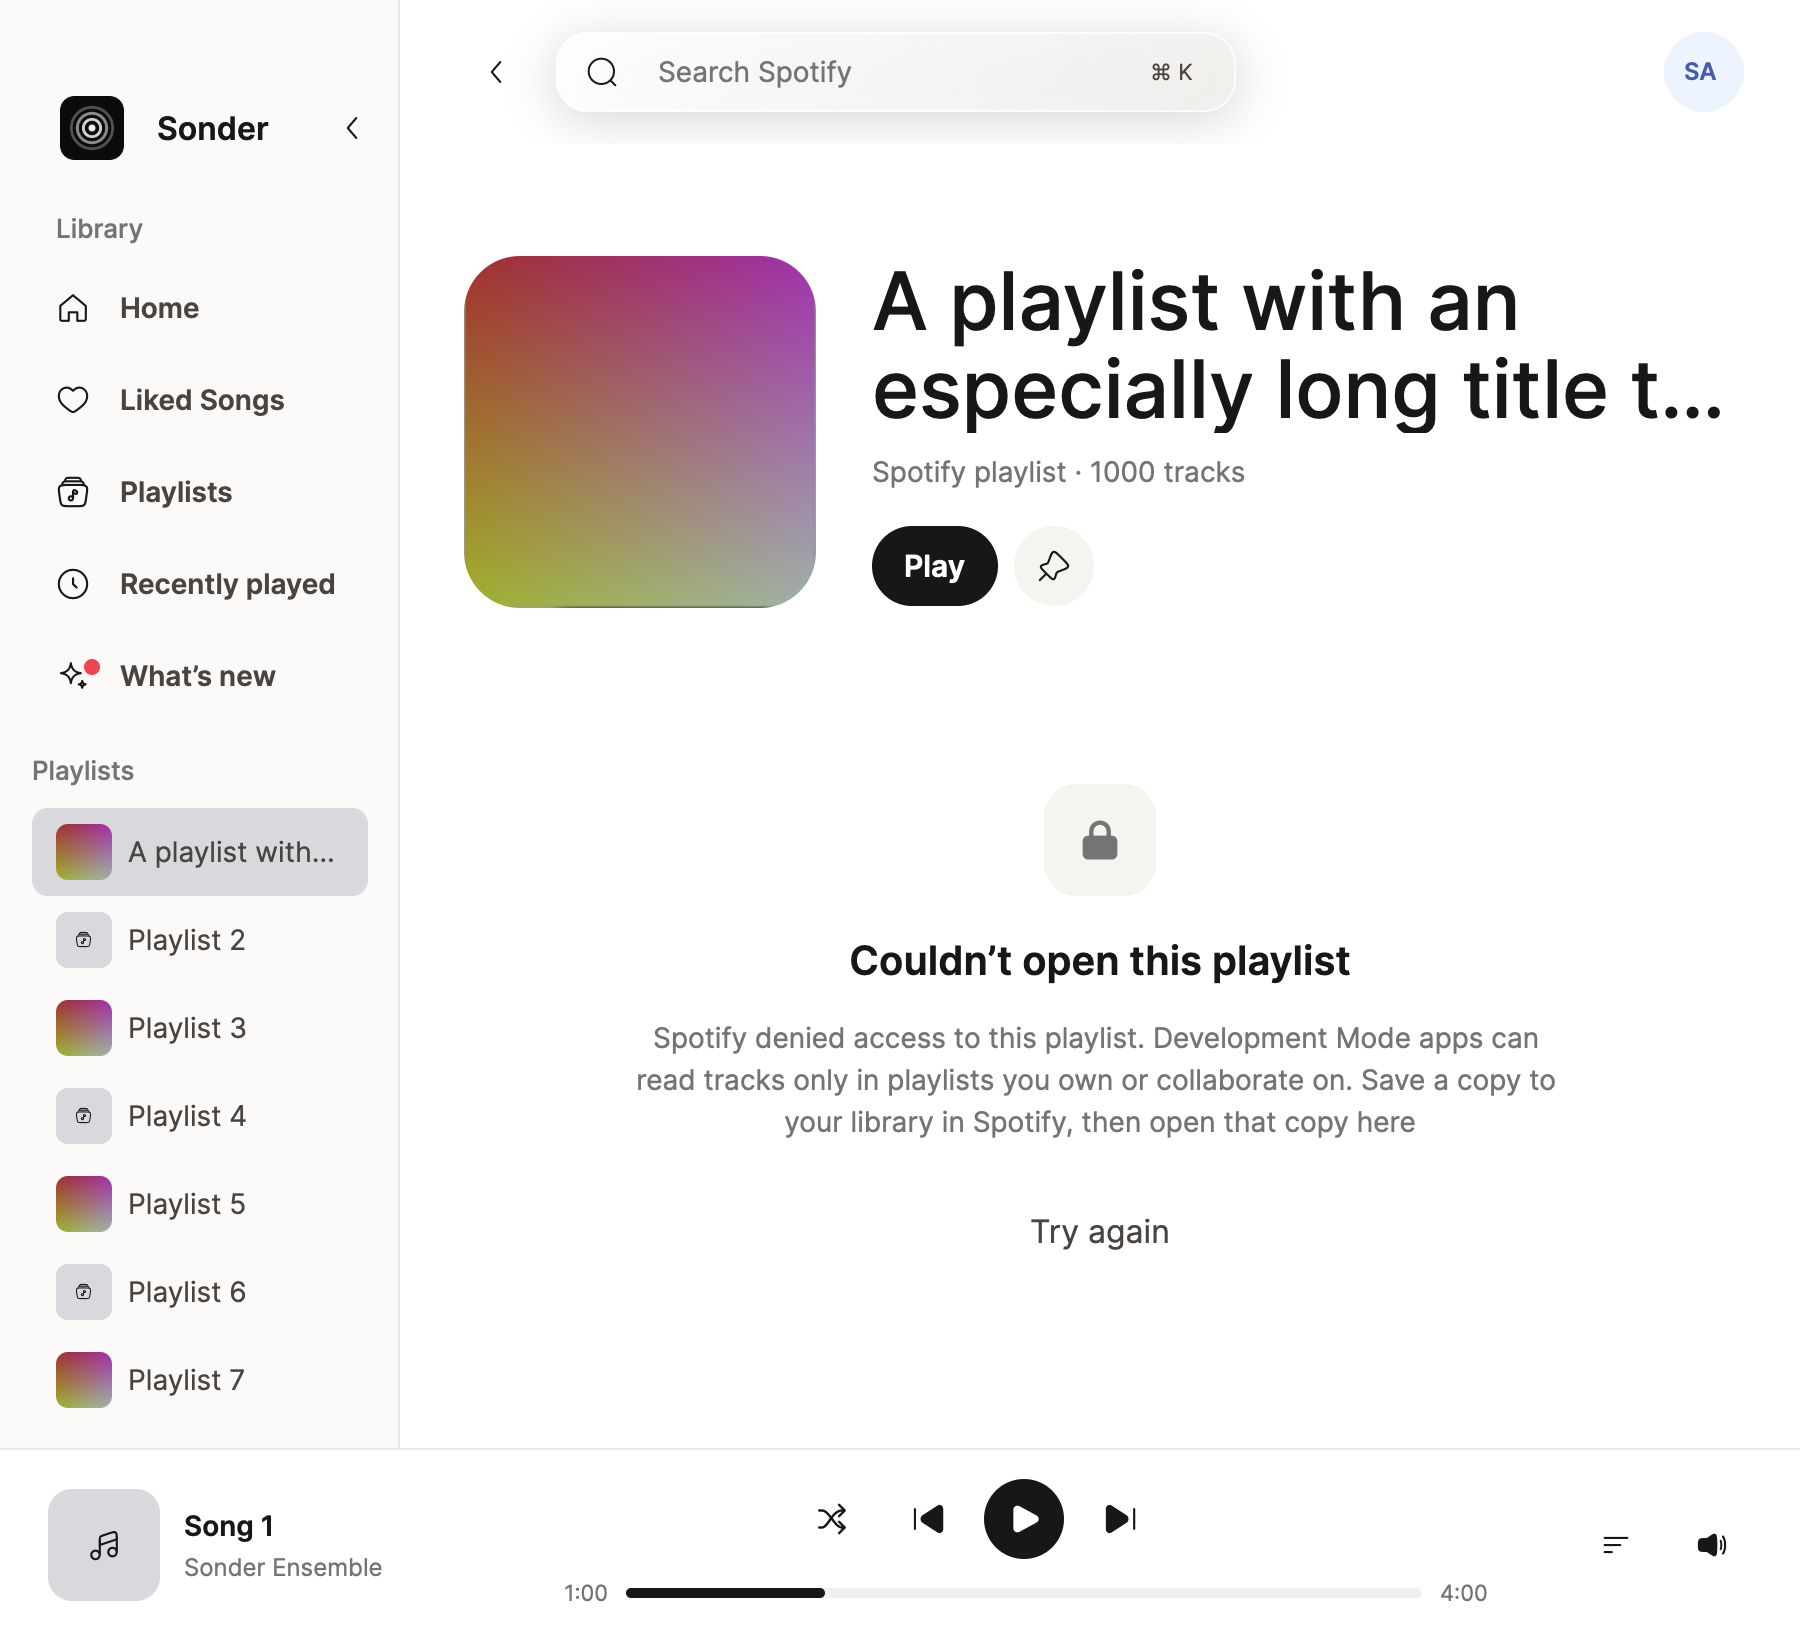 Sonder
Library
Home
Liked Songs
Playlists
Recently played
What’s new
Playlists
A playlist with...
Playlist 2
Playlist 3
Playlist 4
Playlist 5
Playlist 6
Playlist 7
Search Spotify
⌘ K
SA
A playlist with an
especially long title t...
Spotify playlist · 1000 tracks
Play
Couldn’t open this playlist
Spotify denied access to this playlist. Development Mode apps can
read tracks only in playlists you own or collaborate on. Save a copy to
your library in Spotify, then open that copy here
Try again
Song 1
Sonder Ensemble
1:00
4:00